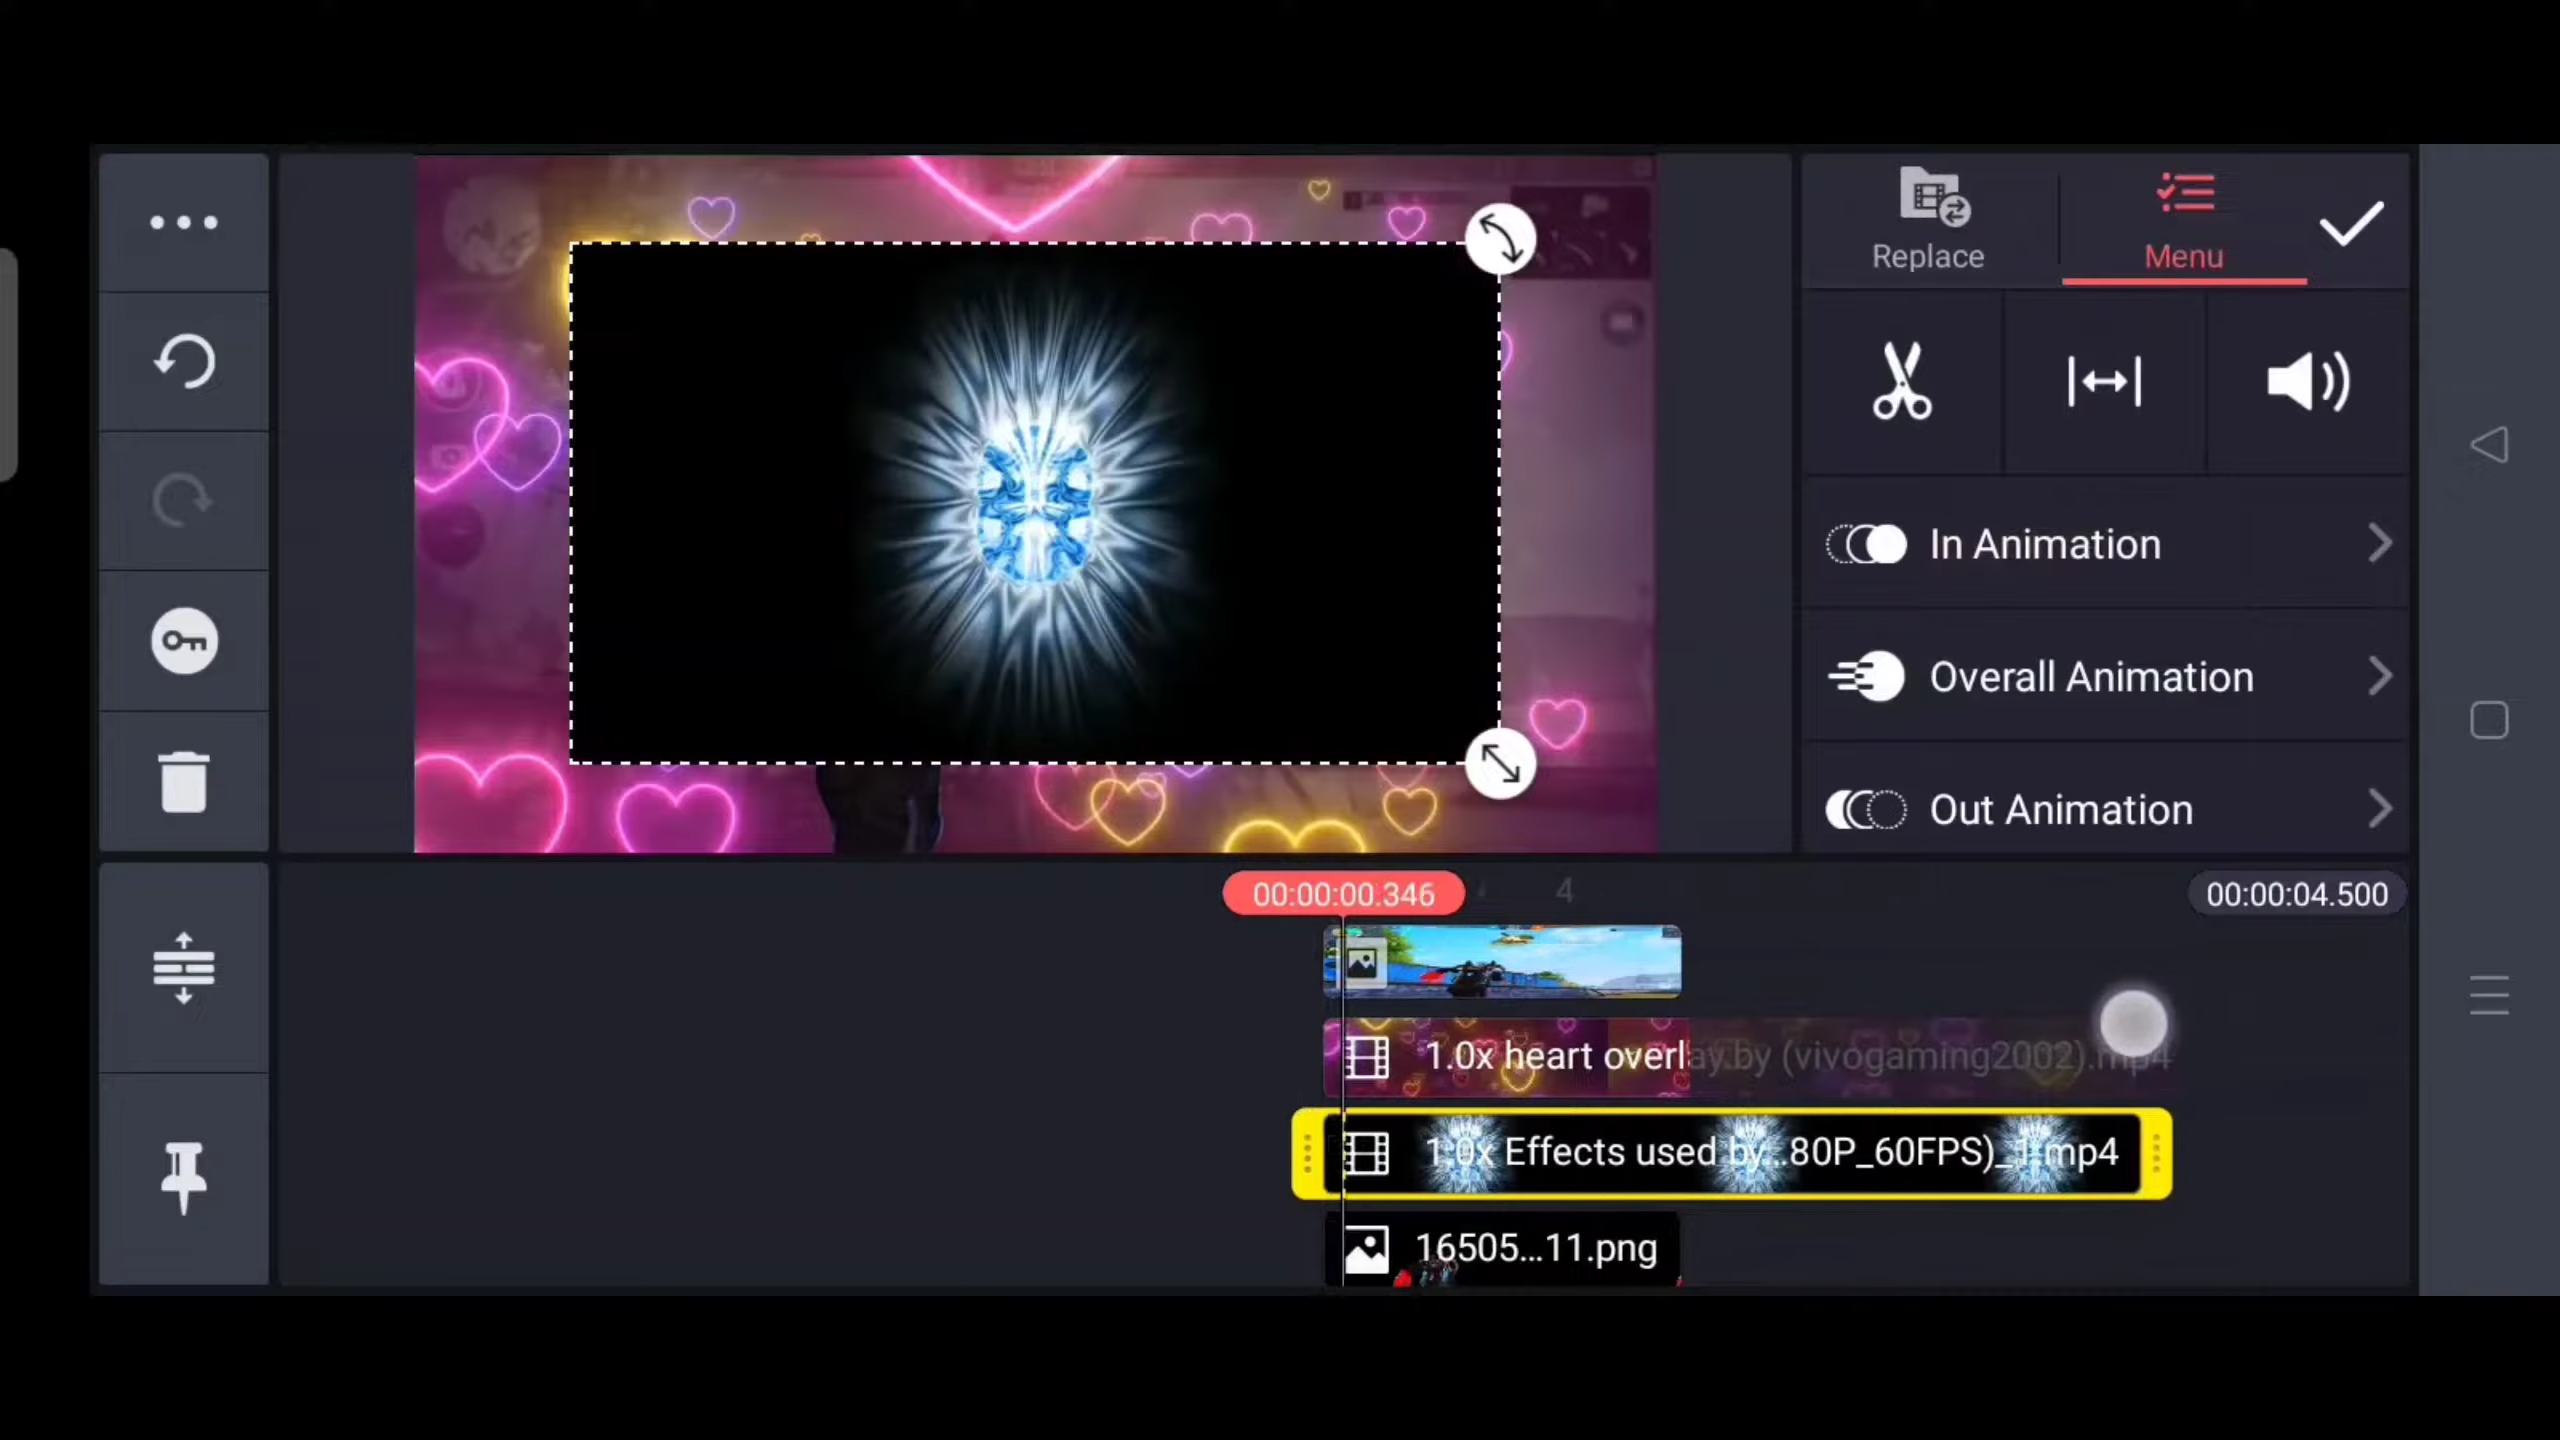 Replace
Menu
In Animation
Overall Animation
Out Animation
00:00:00.346
4
00:00:04.500
1.0x heart overlay.by (vivogaming2002).mp4
1.0x Effects used by...80P_60FPS)_1.mp4
16505...11.png